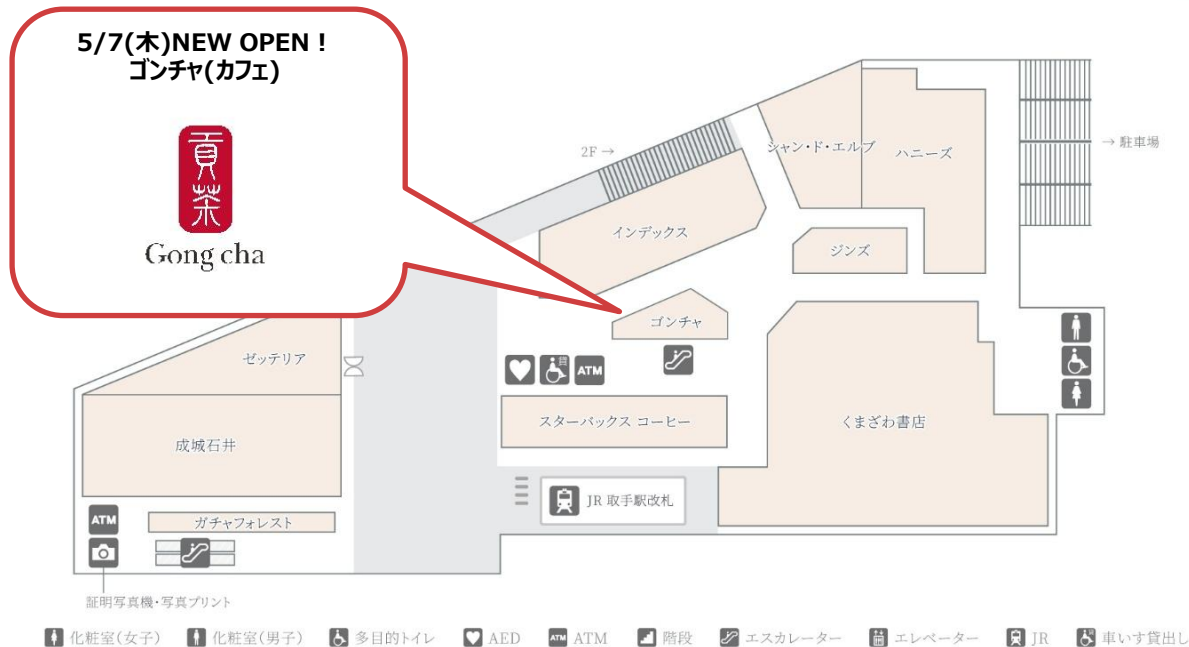 5/7(木)NEW OPEN！
ゴンチャ(カフェ)
貢茶
Gong cha
2F →
シャン・ド・エルブ
ハニーズ
→ 駐車場
インデックス
ジンズ
ゴンチャ
ゼッテリア
ATM
スターバックス コーヒー
くまざわ書店
成城石井
JR 取手駅改札
ATM
ガチャフォレスト
証明写真機・写真プリント
化粧室(女子) 化粧室(男子) 多目的トイレ AED ATM ATM 階段 エスカレーター エレベーター JR 車いす貸出し